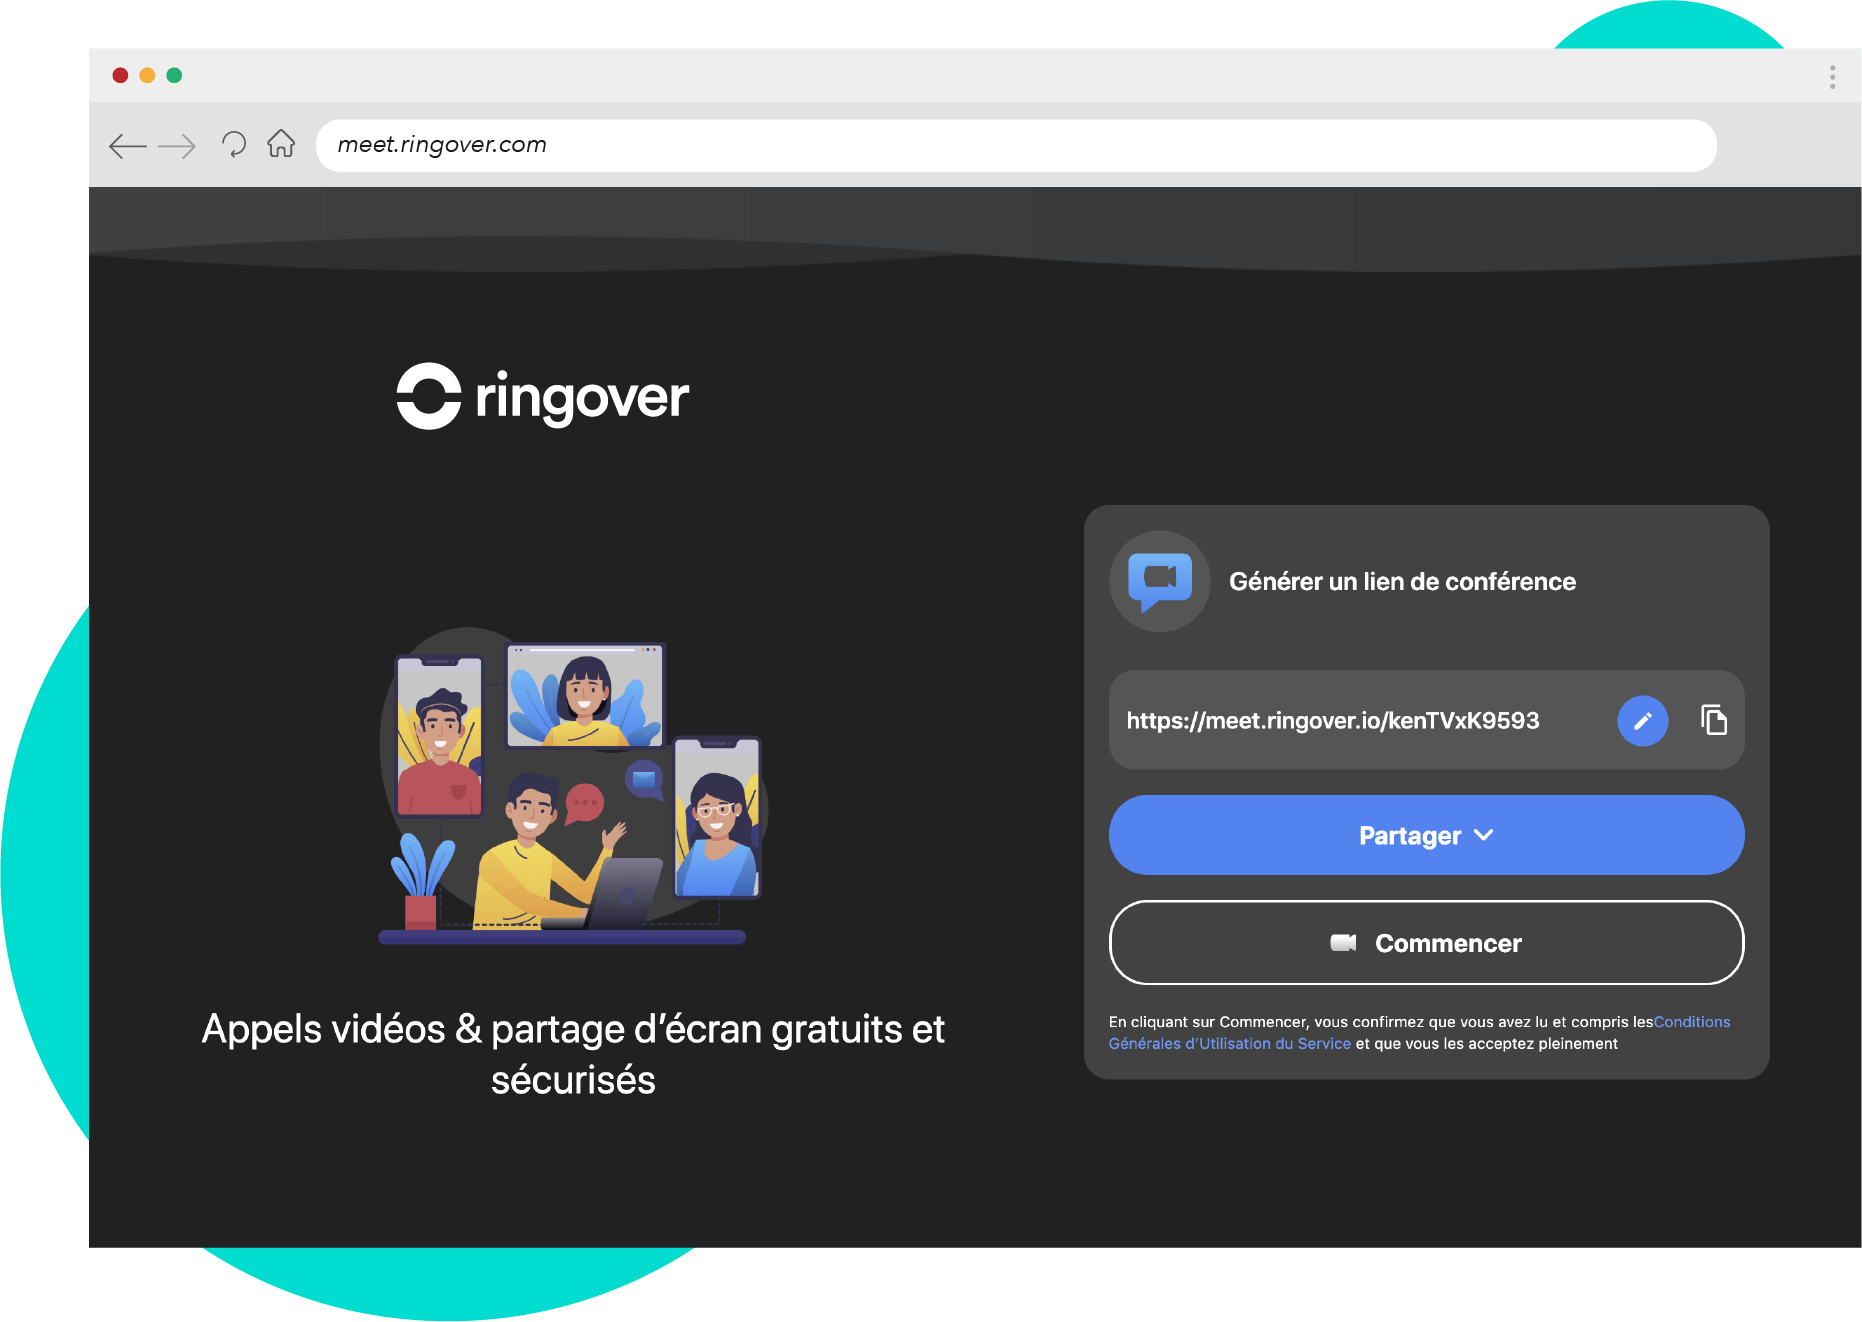 meet.ringover.com
ringover
Générer un lien de conférence
https://meet.ringover.io/kenTVxK9593
Partager
Commencer
En cliquant sur Commencer, vous confirmez que vous avez lu et compris lesConditions
Générales d'Utilisation du Service et que vous les acceptez pleinement
Appels vidéos & partage d'écran gratuits et
sécurisés